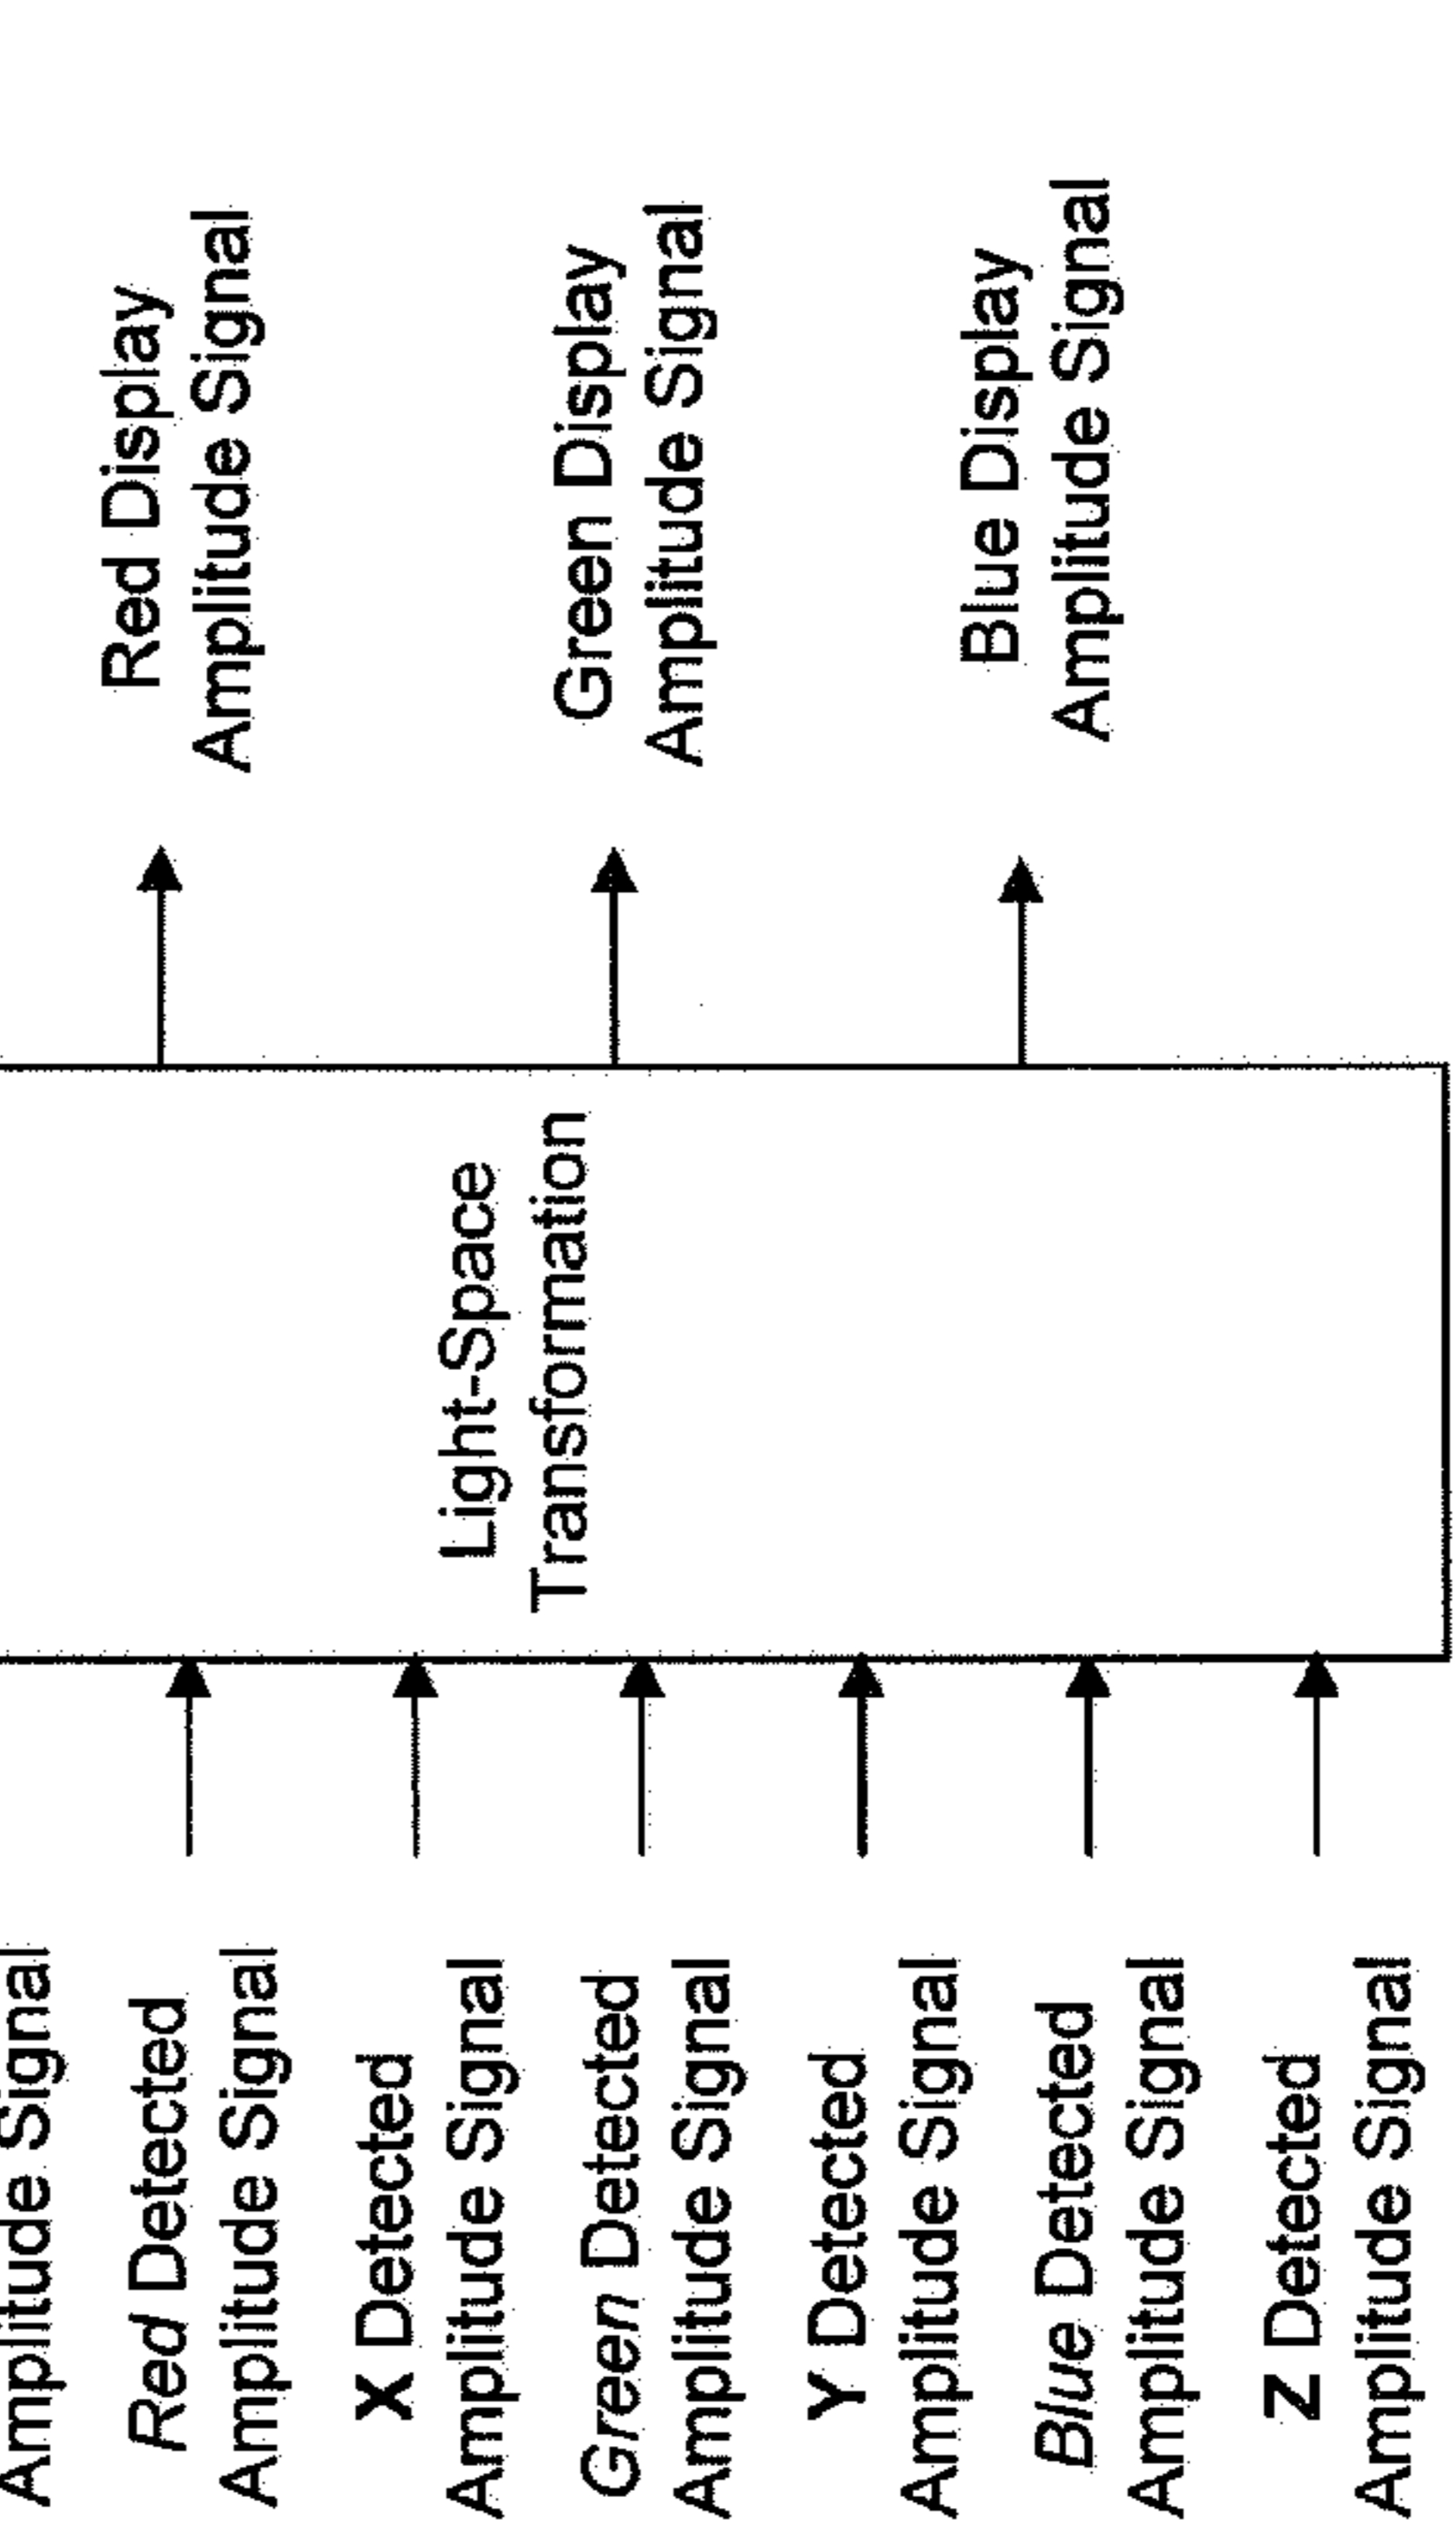 Amplitude Signal
Red Detected
Amplitude Signal
X Detected
Amplitude Signal
Green Detected
Amplitude Signal
Y Detected
Amplitude Signal
Blue Detected
Amplitude Signal
Z Detected
Amplitude Signal
Light-Space
Transformation
Red Display
Amplitude Signal
Green Display
Amplitude Signal
Blue Display
Amplitude Signal